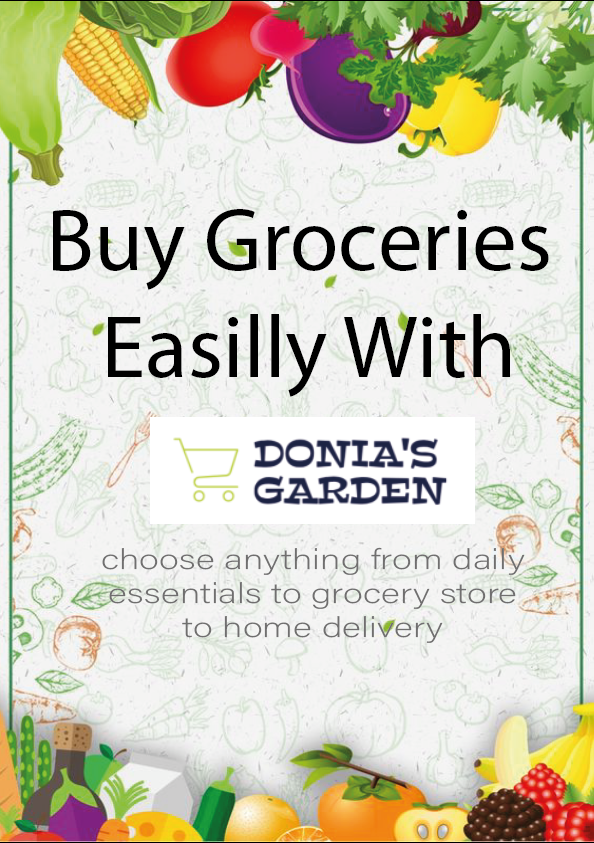 Buy Groceries
Easilly With
DONIA'S
GARDEN
choose anything from daily
essentials to grocery store
to home delivery